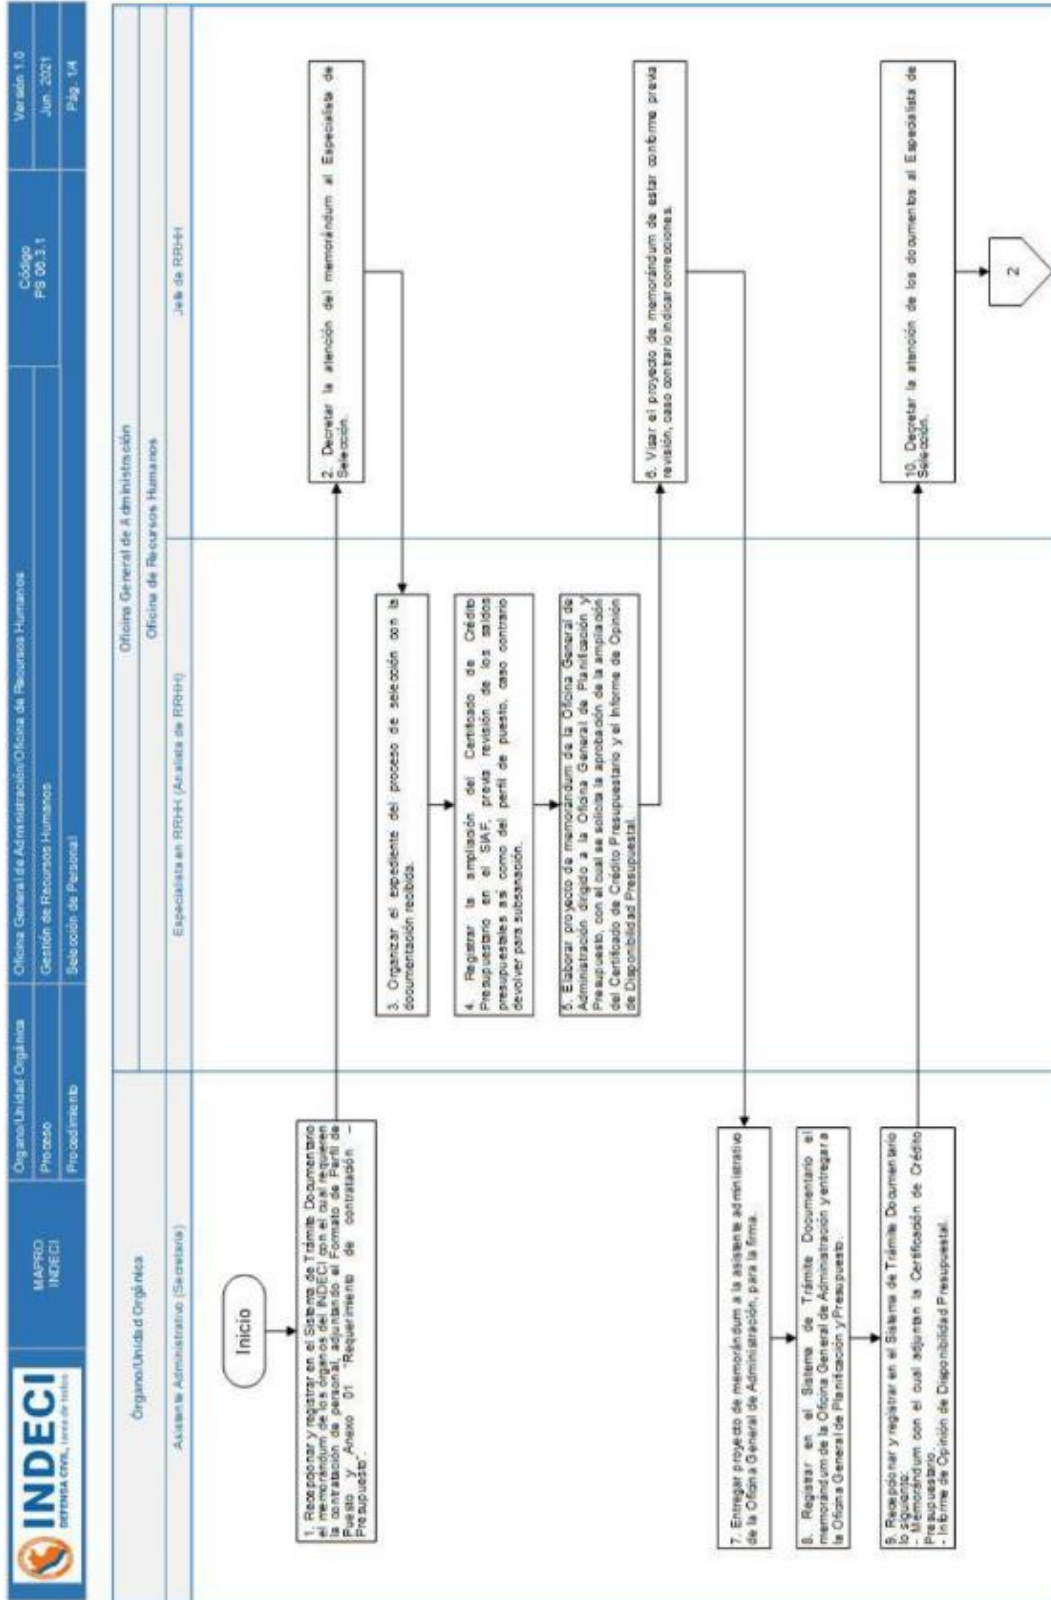 INDECI
DEFENSA CIVIL, tarea de todos
MAPRO
INDECI
Órgano/Unidad Orgánica
Oficina General de Administración/Oficina de Recursos Humanos
Código
PS 06.3.1
Versión 1.0
Proceso
Gestión de Recursos Humanos
Jun. 2021
Procedimiento
Selección de Personal
Pág. 1/4
Órgano/Unidad Orgánica
Oficina General de Administración
Oficina de Recursos Humanos
Asistente Administrativo (Secretaria)
Especialista en RRHH (Analista de RRHH)
Jefe de RRHH
Inicio
1. Recepcionar y registrar en el Sistema de Trámite Documentario
el memorándum de los órganos del INDECI con el cual requieren
la contratación de personal, adjuntando el Formato de Perfil de
Puesto y Anexo 01 "Requerimiento de contratación –
Presupuesto".
2. Decretar la atención del memorándum al Especialista de
Selección.
3. Organizar el expediente del proceso de selección con la
documentación recibida.
4. Registrar la ampliación del Certificado de Crédito
Presupuestario en el SIAF, previa revisión de los saldos
presupuestales así como del perfil de puesto, caso contrario
devolver para subsanación.
5. Elaborar proyecto de memorándum de la Oficina General de
Administración dirigido a la Oficina General de Planificación y
Presupuesto, con el cual se solicita la aprobación de la ampliación
del Certificado de Crédito Presupuestario y el Informe de Opinión
de Disponibilidad Presupuestal.
6. Visar el proyecto de memorándum de estar conforme previa
revisión, caso contrario indicar correcciones.
7. Entregar proyecto de memorándum a la asistente administrativo
de la Oficina General de Administración, para la firma.
8. Registrar en el Sistema de Trámite Documentario el
memorándum de la Oficina General de Administración y entregar a
la Oficina General de Planificación y Presupuesto.
9. Recepcionar y registrar en el Sistema de Trámite Documentario
lo siguiente:
- Memorándum con el cual adjuntan la Certificación de Crédito
Presupuestario.
- Informe de Opinión de Disponibilidad Presupuestal.
10. Decretar la atención de los documentos al Especialista de
Selección.
2